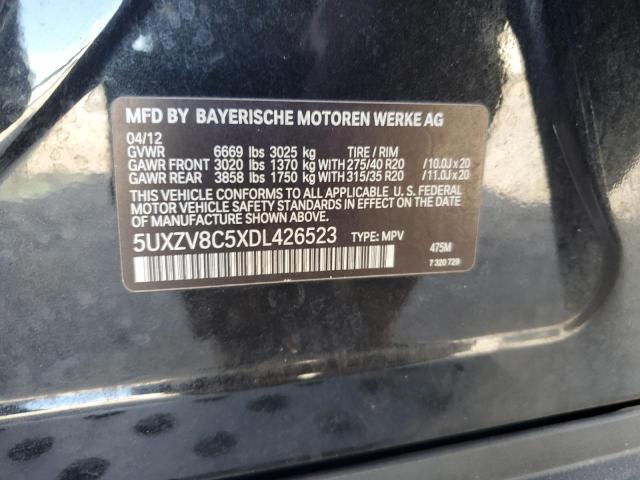 MFD BY BAYERISCHE MOTOREN WERKE AG
04/12
GVWR 6669 lbs 3025 kg TIRE / RIM
GAWR FRONT 3020 lbs 1370 kg WITH 275/40 R20 /10.0J x 20
GAWR REAR 3858 lbs 1750 kg WITH 315/35 R20 /11.0J x 20
THIS VEHICLE CONFORMS TO ALL APPLICABLE U. S. FEDERAL
MOTOR VEHICLE SAFETY STANDARDS IN EFFECT ON THE
DATE OF MANUFACTURE SHOWN ABOVE.
5UXZV8C5XDL426523 TYPE: MPV 475M
7 320 729